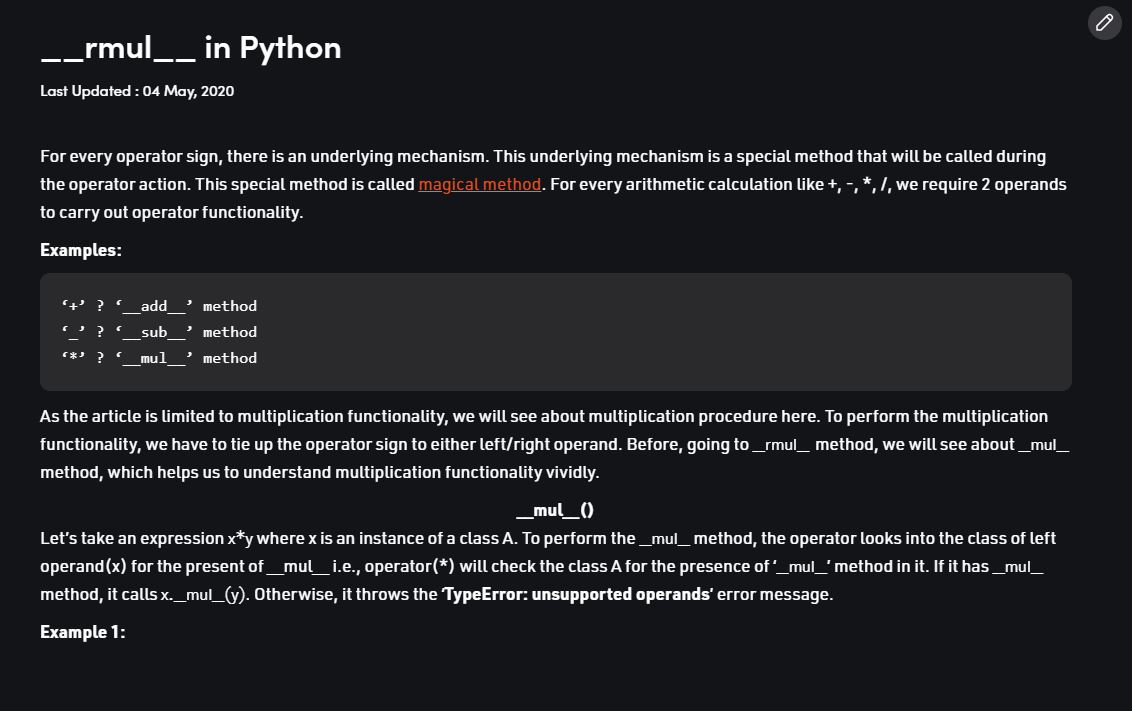 __rmul__ in Python
Last Updated : 04 May, 2020
For every operator sign, there is an underlying mechanism. This underlying mechanism is a special method that will be called during
the operator action. This special method is called magical method. For every arithmetic calculation like +, -, *, /, we require 2 operands
to carry out operator functionality.
Examples:
‘+’ ? ‘__add__’ method
‘_’ ? ‘__sub__’ method
‘*’ ? ‘__mul__’ method
As the article is limited to multiplication functionality, we will see about multiplication procedure here. To perform the multiplication
functionality, we have to tie up the operator sign to either left/right operand. Before, going to __rmul__ method, we will see about __mul__
method, which helps us to understand multiplication functionality vividly.
__mul__()
Let’s take an expression x*y where x is an instance of a class A. To perform the __mul__ method, the operator looks into the class of left
operand(x) for the present of __mul__ i.e., operator(*) will check the class A for the presence of ‘__mul__’ method in it. If it has __mul__
method, it calls x.__mul__(y). Otherwise, it throws the ‘TypeError: unsupported operands’ error message.
Example 1: